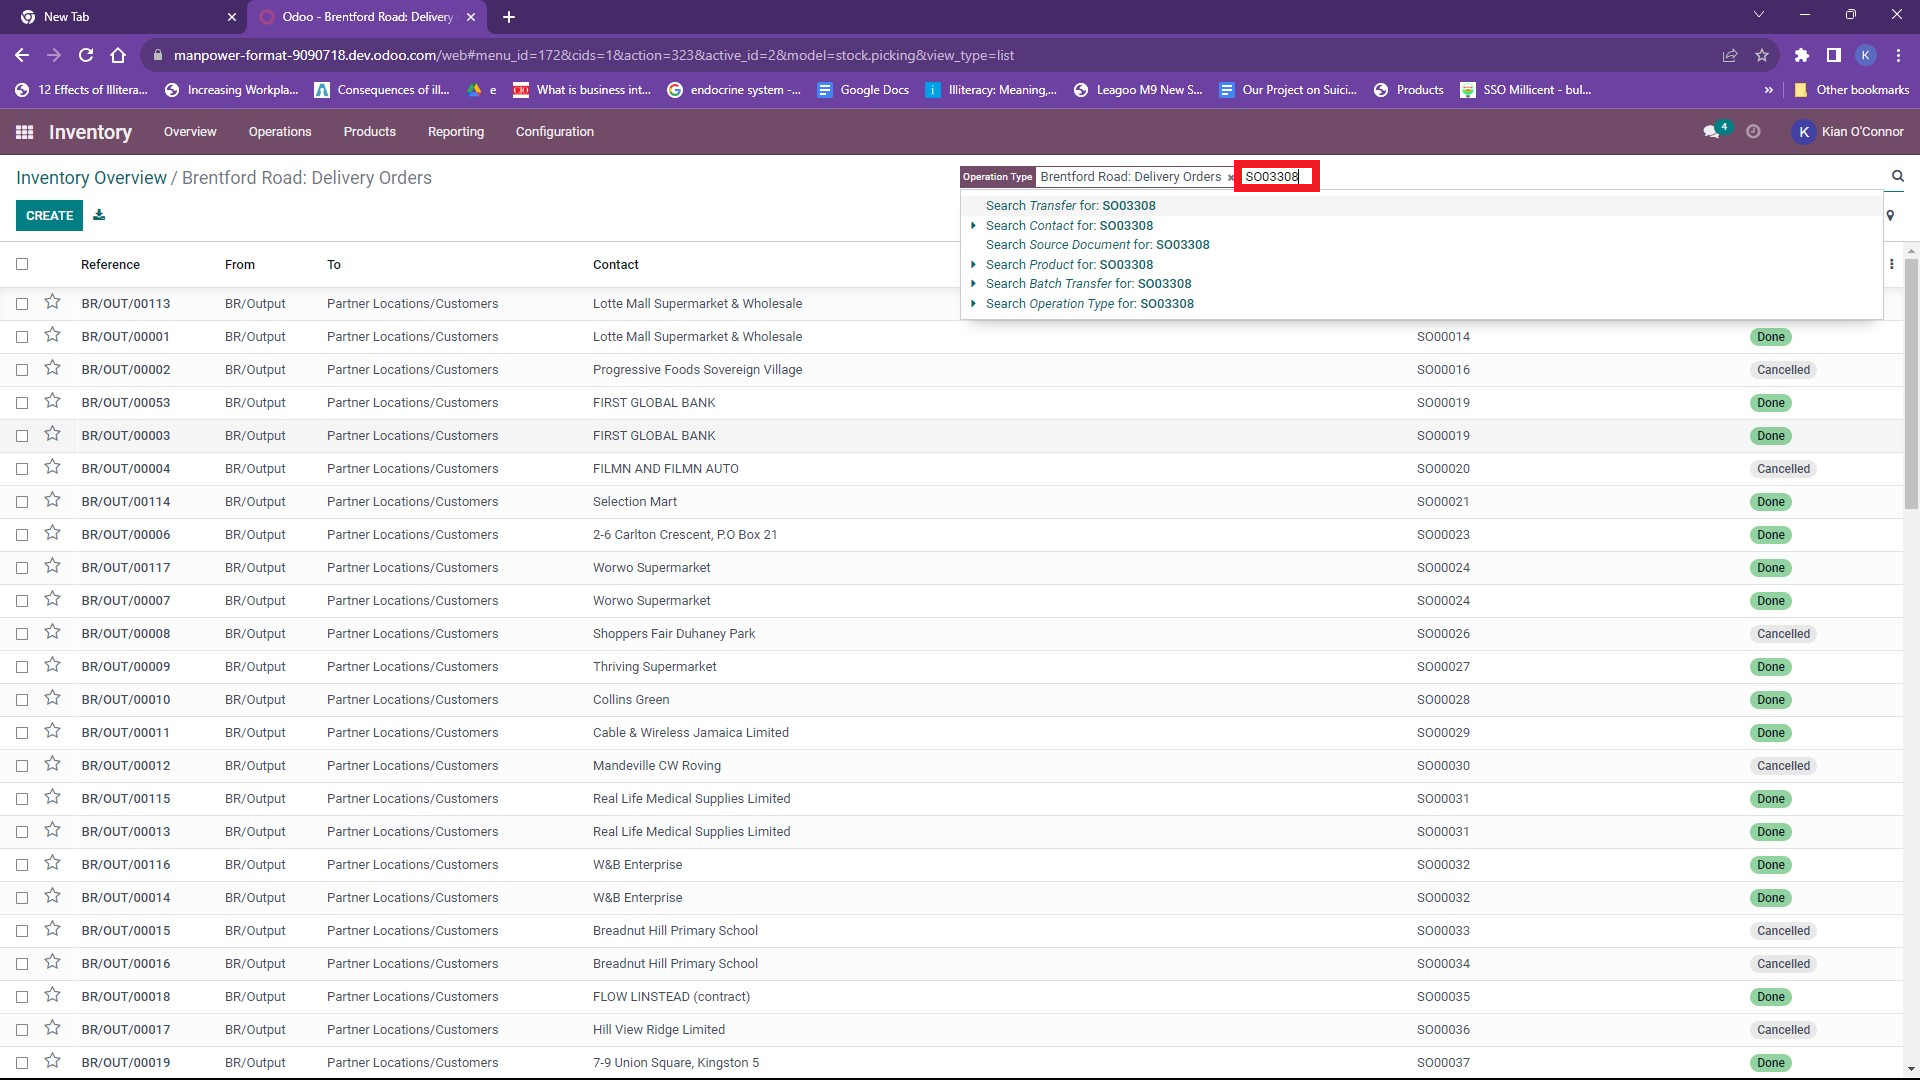 New Tab
Odoo - Brentford Road: Delivery
manpower-format-9090718.dev.odoo.com/web#menu_id=172&cids=1&action=323&active_id=2&model=stock.picking&view_type=list
K
12 Effects of Illitera... Increasing Workpla... Consequences of ill... e What is business int... endocrine system -... Google Docs Illiteracy: Meaning,... Leagoo M9 New S... Our Project on Suici... Products SSO Millicent - bul... » Other bookmarks
Inventory Overview Operations Products Reporting Configuration 4 K Kian O'Connor
Inventory Overview / Brentford Road: Delivery Orders
Operation Type Brentford Road: Delivery Orders SO03308
CREATE
Search Transfer for: SO03308
Search Contact for: SO03308
Search Source Document for: SO03308
Search Product for: SO03308
Search Batch Transfer for: SO03308
Search Operation Type for: SO03308
Reference From To Contact
BR/OUT/00113 BR/Output Partner Locations/Customers Lotte Mall Supermarket & Wholesale
BR/OUT/00001 BR/Output Partner Locations/Customers Lotte Mall Supermarket & Wholesale SO00014 Done
BR/OUT/00002 BR/Output Partner Locations/Customers Progressive Foods Sovereign Village SO00016 Cancelled
BR/OUT/00053 BR/Output Partner Locations/Customers FIRST GLOBAL BANK SO00019 Done
BR/OUT/00003 BR/Output Partner Locations/Customers FIRST GLOBAL BANK SO00019 Done
BR/OUT/00004 BR/Output Partner Locations/Customers FILMN AND FILMN AUTO SO00020 Cancelled
BR/OUT/00114 BR/Output Partner Locations/Customers Selection Mart SO00021 Done
BR/OUT/00006 BR/Output Partner Locations/Customers 2-6 Carlton Crescent, P.O Box 21 SO00023 Done
BR/OUT/00117 BR/Output Partner Locations/Customers Worwo Supermarket SO00024 Done
BR/OUT/00007 BR/Output Partner Locations/Customers Worwo Supermarket SO00024 Done
BR/OUT/00008 BR/Output Partner Locations/Customers Shoppers Fair Duhaney Park SO00026 Cancelled
BR/OUT/00009 BR/Output Partner Locations/Customers Thriving Supermarket SO00027 Done
BR/OUT/00010 BR/Output Partner Locations/Customers Collins Green SO00028 Done
BR/OUT/00011 BR/Output Partner Locations/Customers Cable & Wireless Jamaica Limited SO00029 Done
BR/OUT/00012 BR/Output Partner Locations/Customers Mandeville CW Roving SO00030 Cancelled
BR/OUT/00115 BR/Output Partner Locations/Customers Real Life Medical Supplies Limited SO00031 Done
BR/OUT/00013 BR/Output Partner Locations/Customers Real Life Medical Supplies Limited SO00031 Done
BR/OUT/00116 BR/Output Partner Locations/Customers W&B Enterprise SO00032 Done
BR/OUT/00014 BR/Output Partner Locations/Customers W&B Enterprise SO00032 Done
BR/OUT/00015 BR/Output Partner Locations/Customers Breadnut Hill Primary School SO00033 Cancelled
BR/OUT/00016 BR/Output Partner Locations/Customers Breadnut Hill Primary School SO00034 Cancelled
BR/OUT/00018 BR/Output Partner Locations/Customers FLOW LINSTEAD (contract) SO00035 Done
BR/OUT/00017 BR/Output Partner Locations/Customers Hill View Ridge Limited SO00036 Cancelled
BR/OUT/00019 BR/Output Partner Locations/Customers 7-9 Union Square, Kingston 5 SO00037 Done